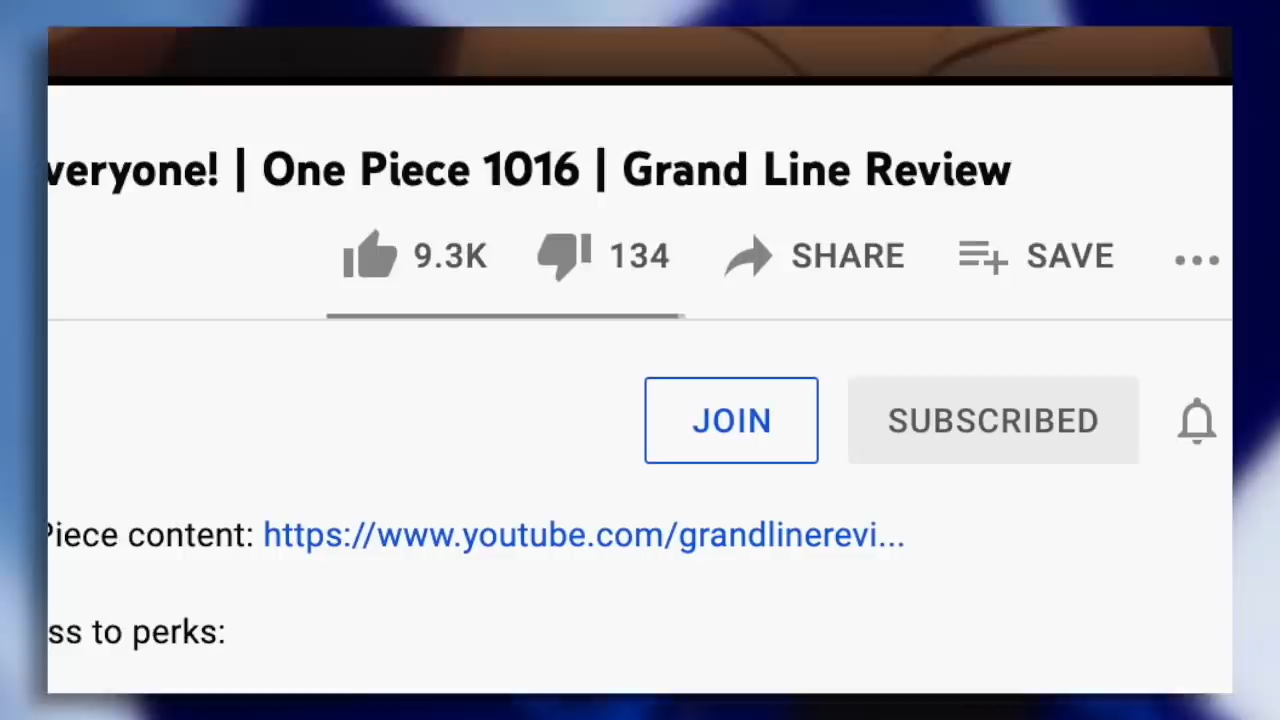 veryone! | One Piece 1016 | Grand Line Review
9.3K 134 SHARE SAVE ...
JOIN SUBSCRIBED
Piece content: https://www.youtube.com/grandlinerevi...
ss to perks: